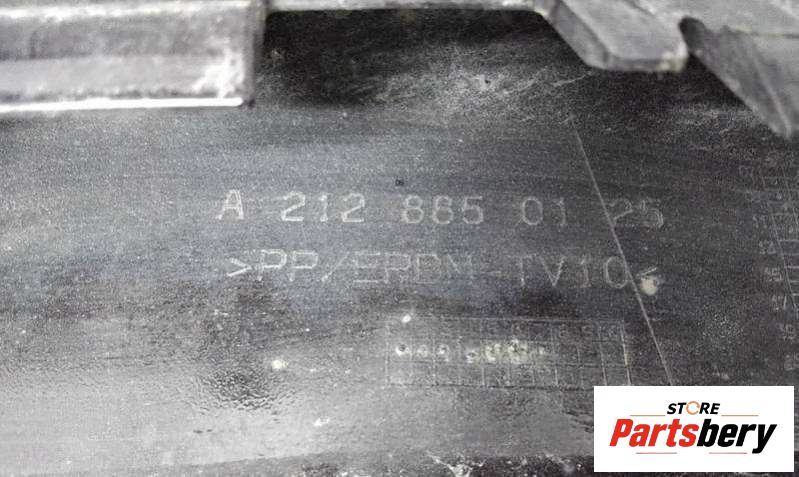 A 212 885 01 25
>PP/EPDM-TV10<
STORE
Partsbery